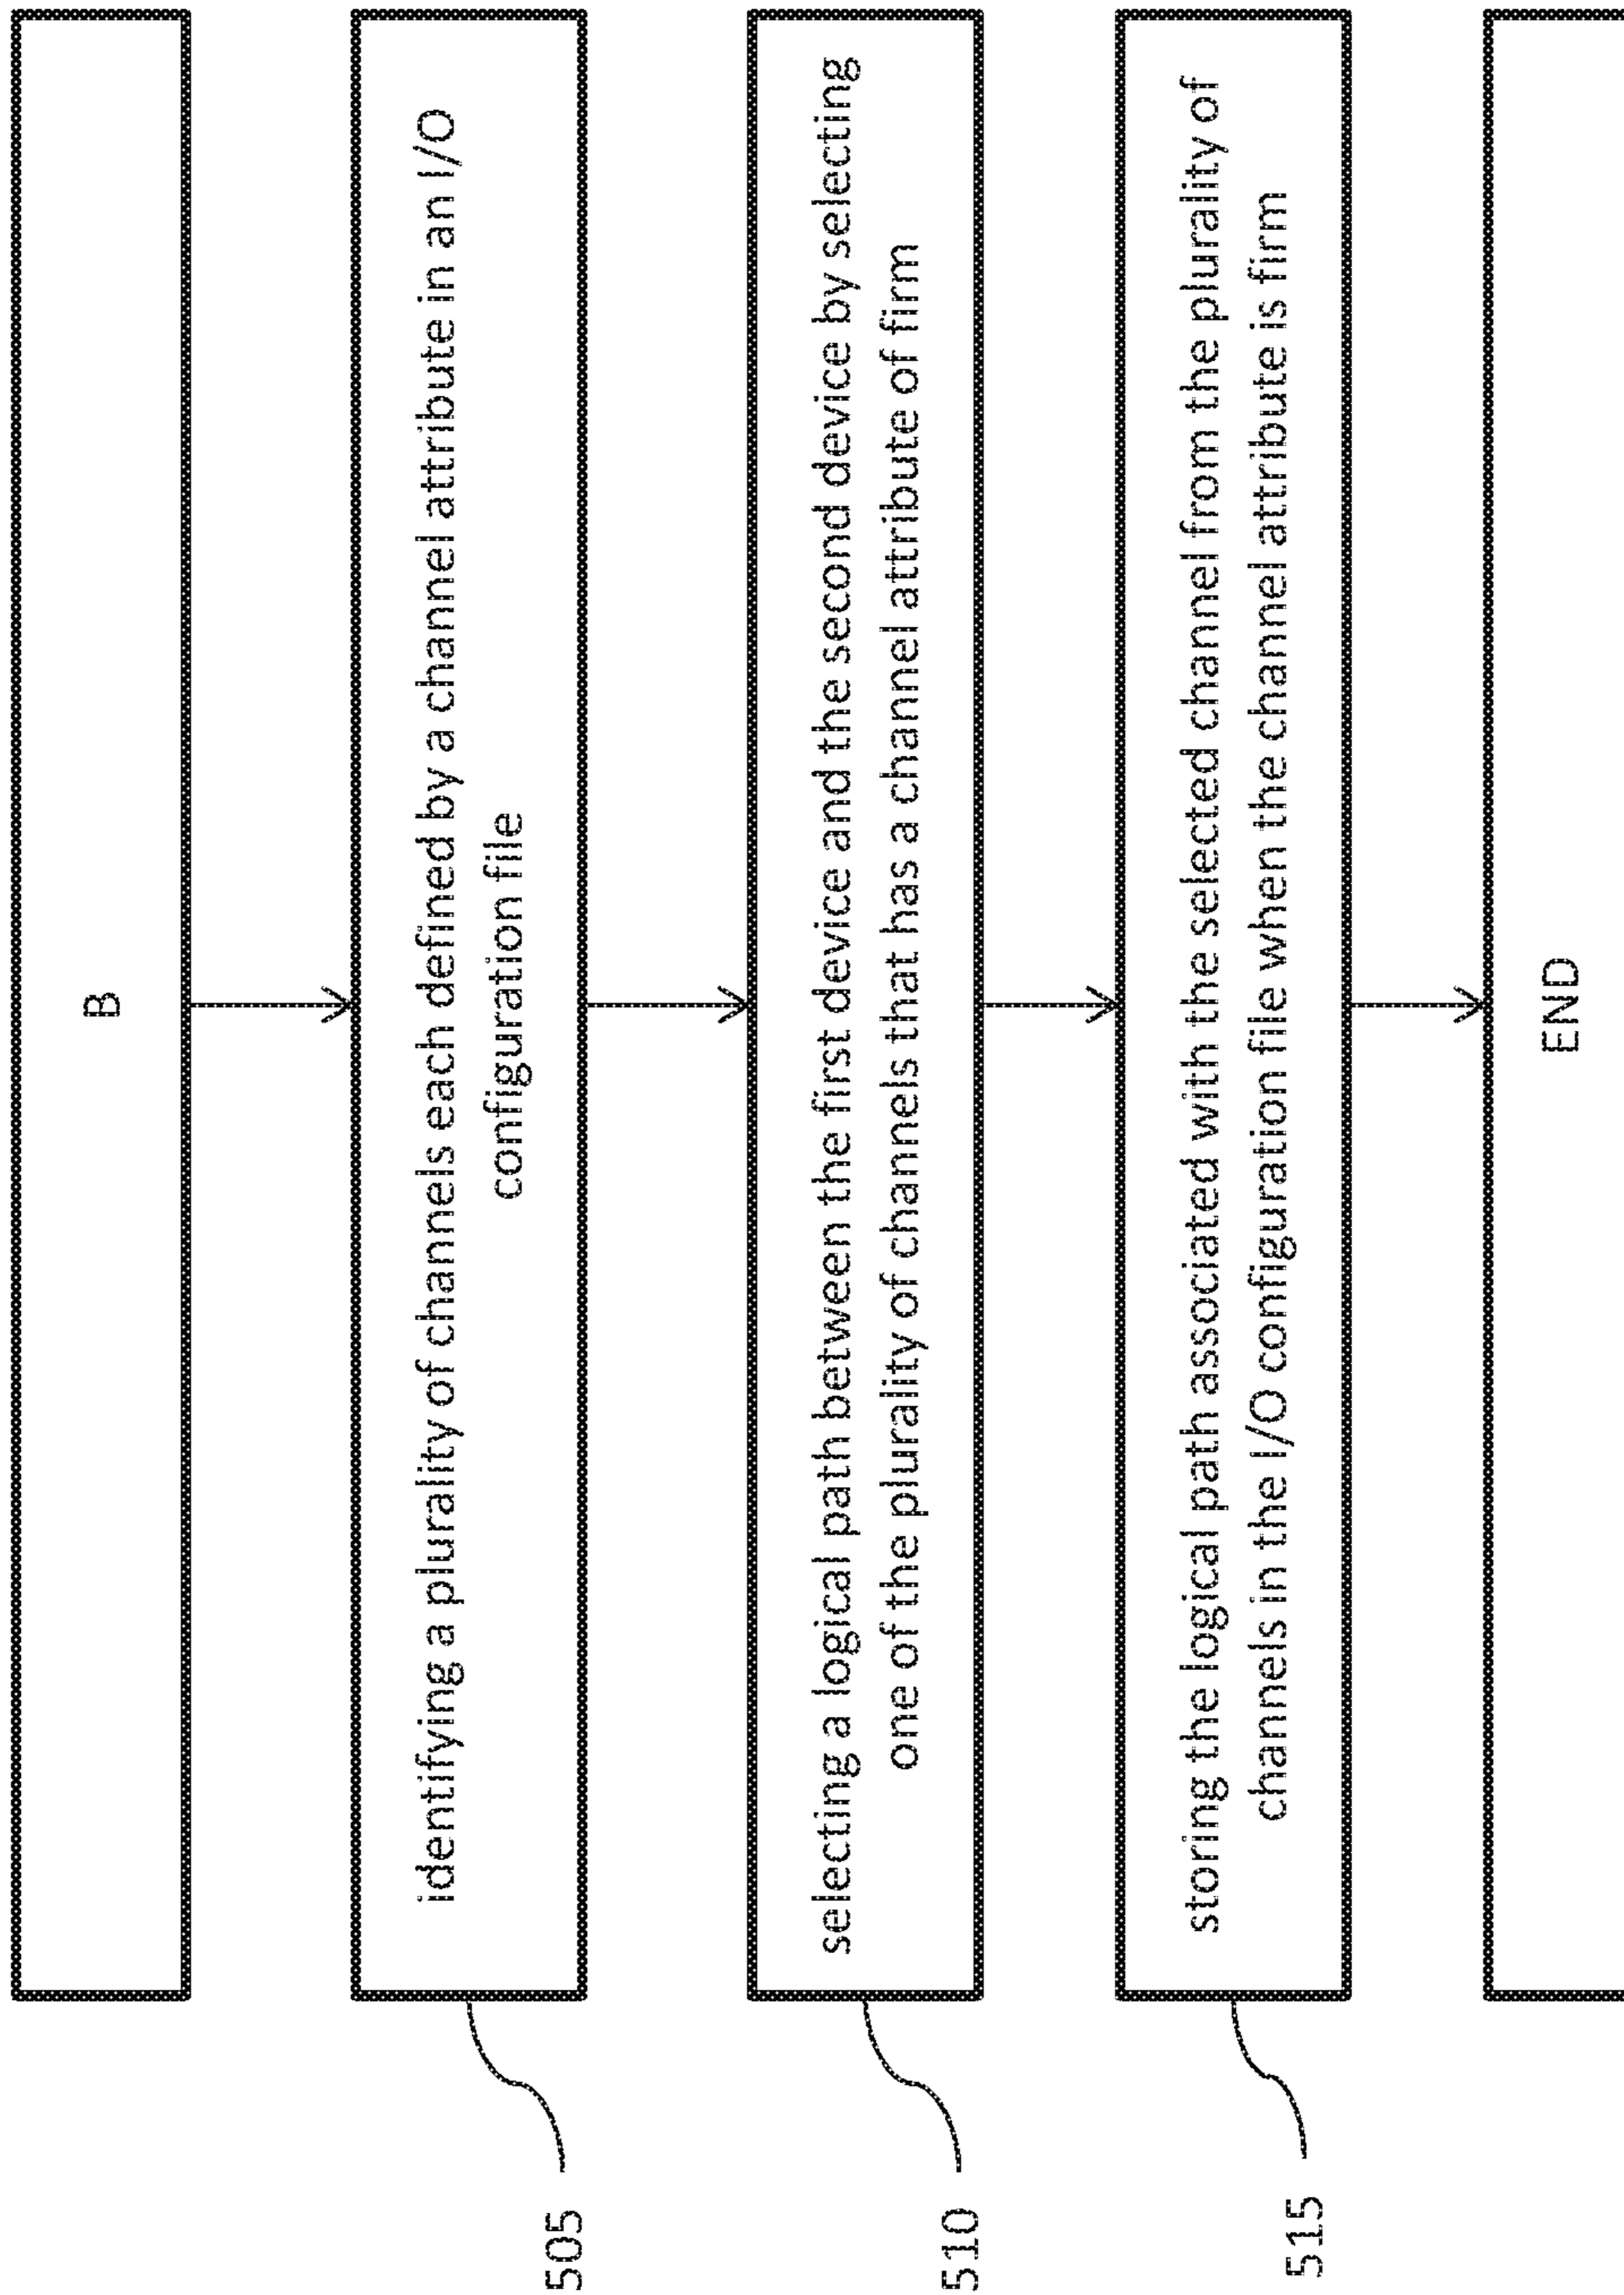 B
identifying a plurality of channels each defined by a channel attribute in an I/O
configuration file
505
selecting a logical path between the first device and the second device by selecting
one of the plurality of channels that has a channel attribute of firm
510
storing the logical path associated with the selected channel from the plurality of
channels in the I/O configuration file when the channel attribute is firm
515
END